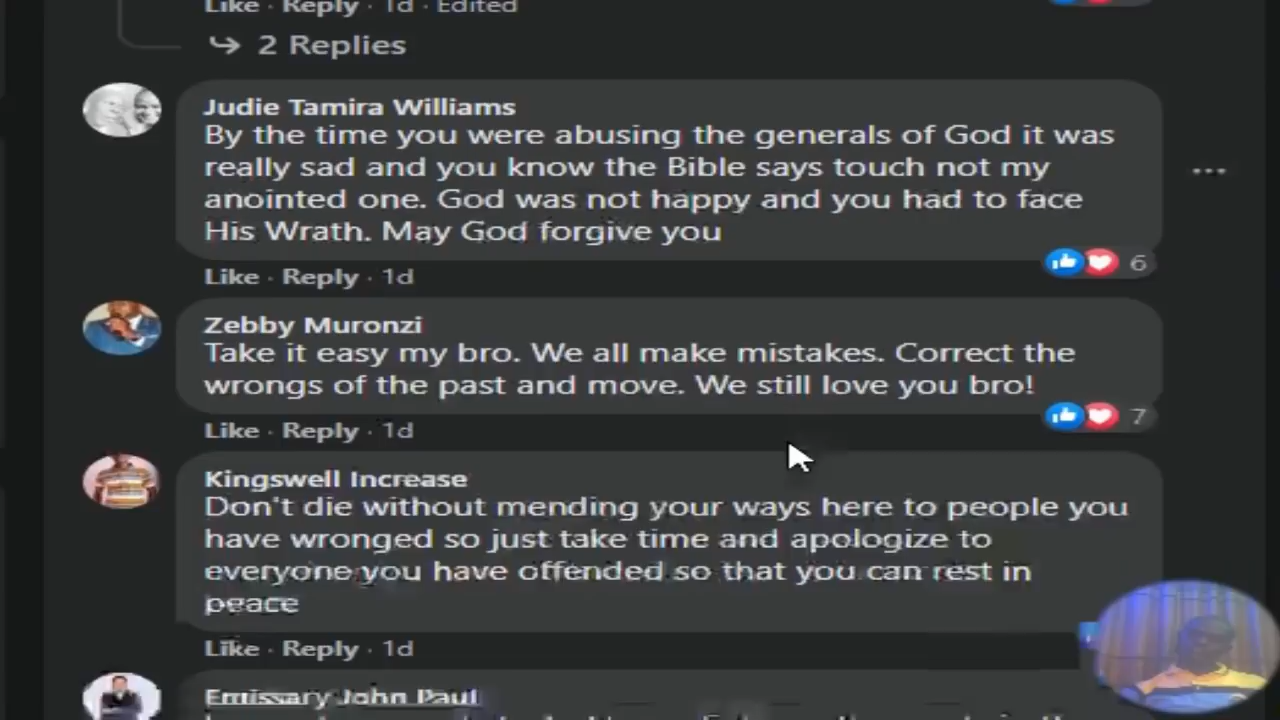 Like · Reply · 1d · Edited
2 Replies
Judie Tamira Williams
By the time you were abusing the generals of God it was
really sad and you know the Bible says touch not my
anointed one. God was not happy and you had to face
His Wrath. May God forgive you
6
Like · Reply · 1d
Zebby Muronzi
Take it easy my bro. We all make mistakes. Correct the
wrongs of the past and move. We still love you bro!
7
Like · Reply · 1d
Kingswell Increase
Don't die without mending your ways here to people you
have wronged so just take time and apologize to
everyone you have offended so that you can rest in
peace
Like · Reply · 1d
Emissary John Paul